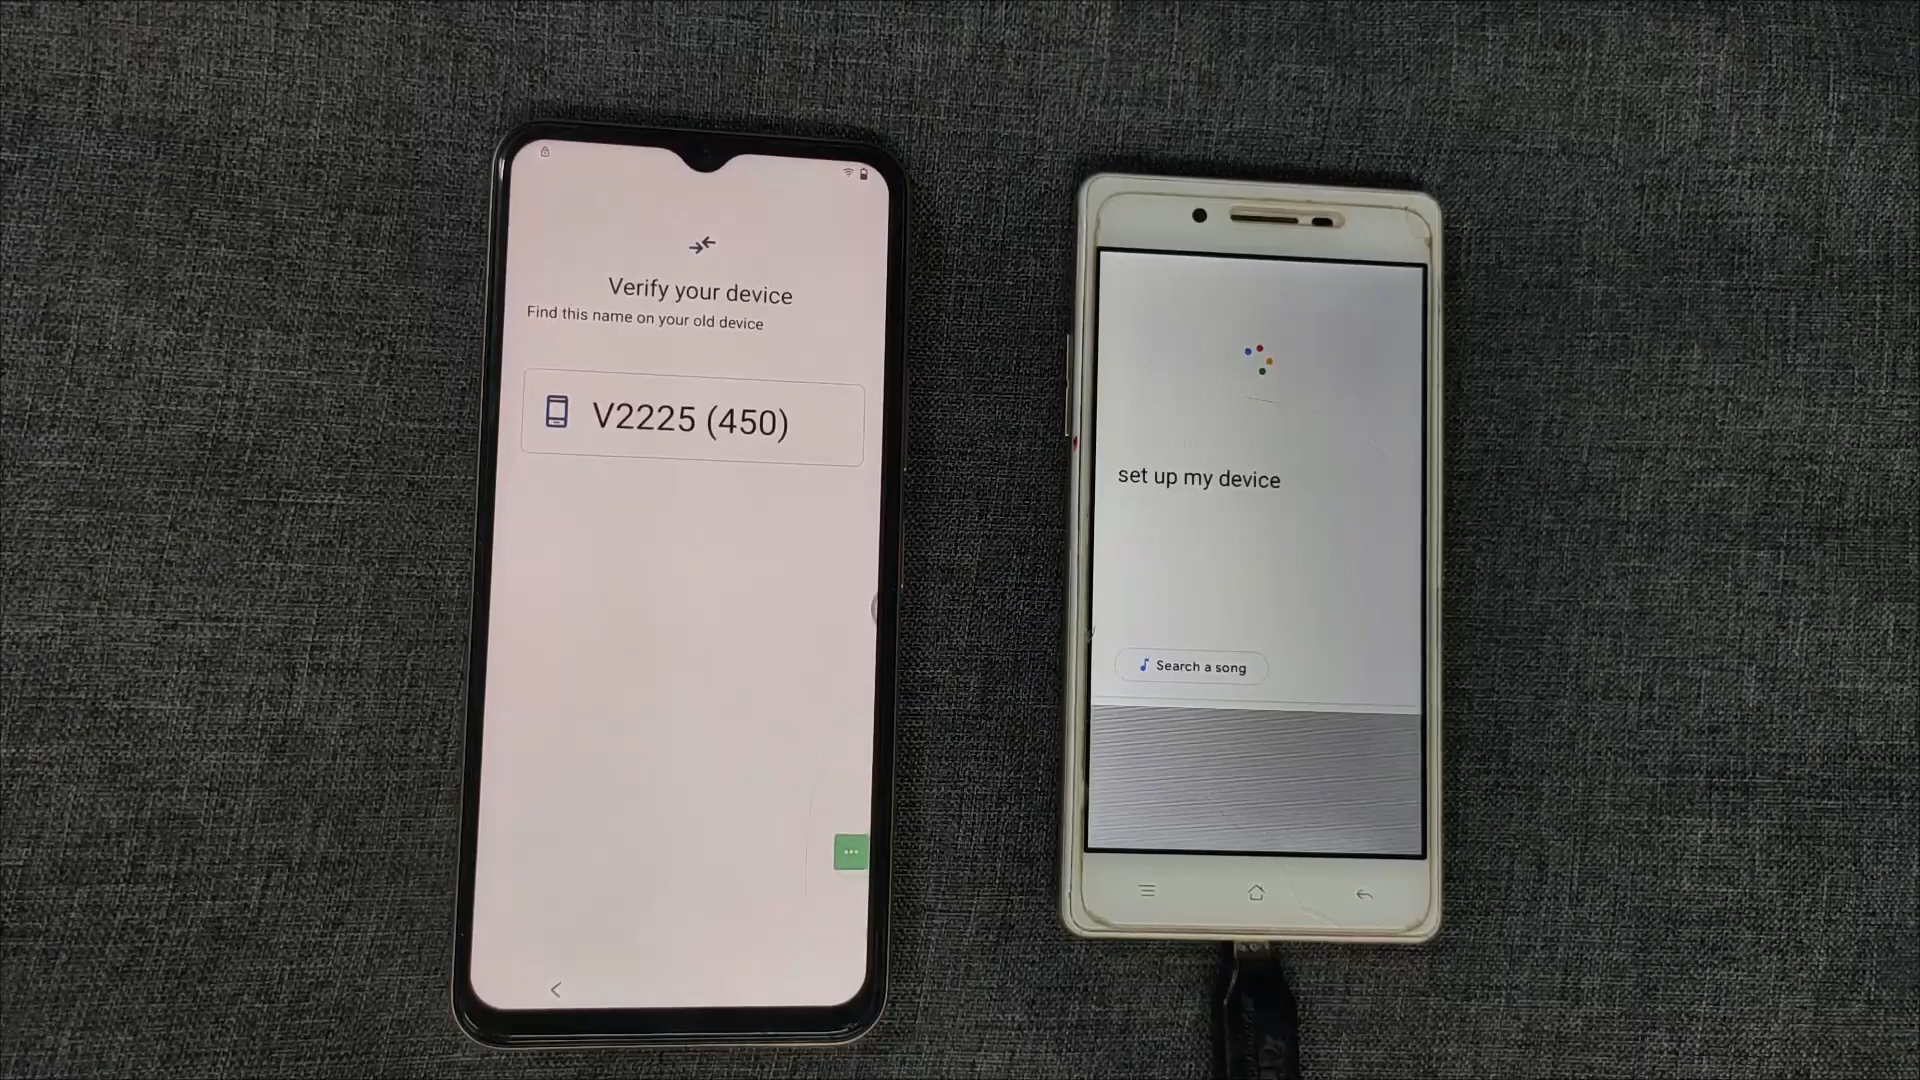 Verify your device
Find this name on your old device
V2225 (450)
set up my device
Search a song